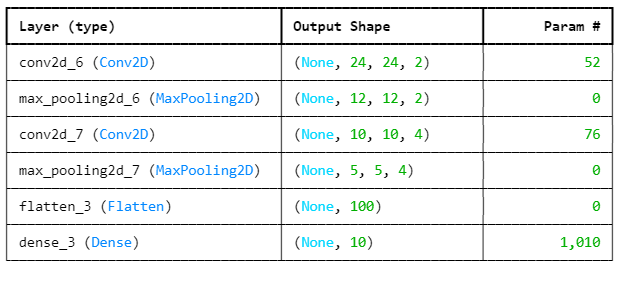 Layer (type) Output Shape Param #
conv2d_6 (Conv2D) (None, 24, 24, 2) 52
max_pooling2d_6 (MaxPooling2D) (None, 12, 12, 2) 0
conv2d_7 (Conv2D) (None, 10, 10, 4) 76
max_pooling2d_7 (MaxPooling2D) (None, 5, 5, 4) 0
flatten_3 (Flatten) (None, 100) 0
dense_3 (Dense) (None, 10) 1,010